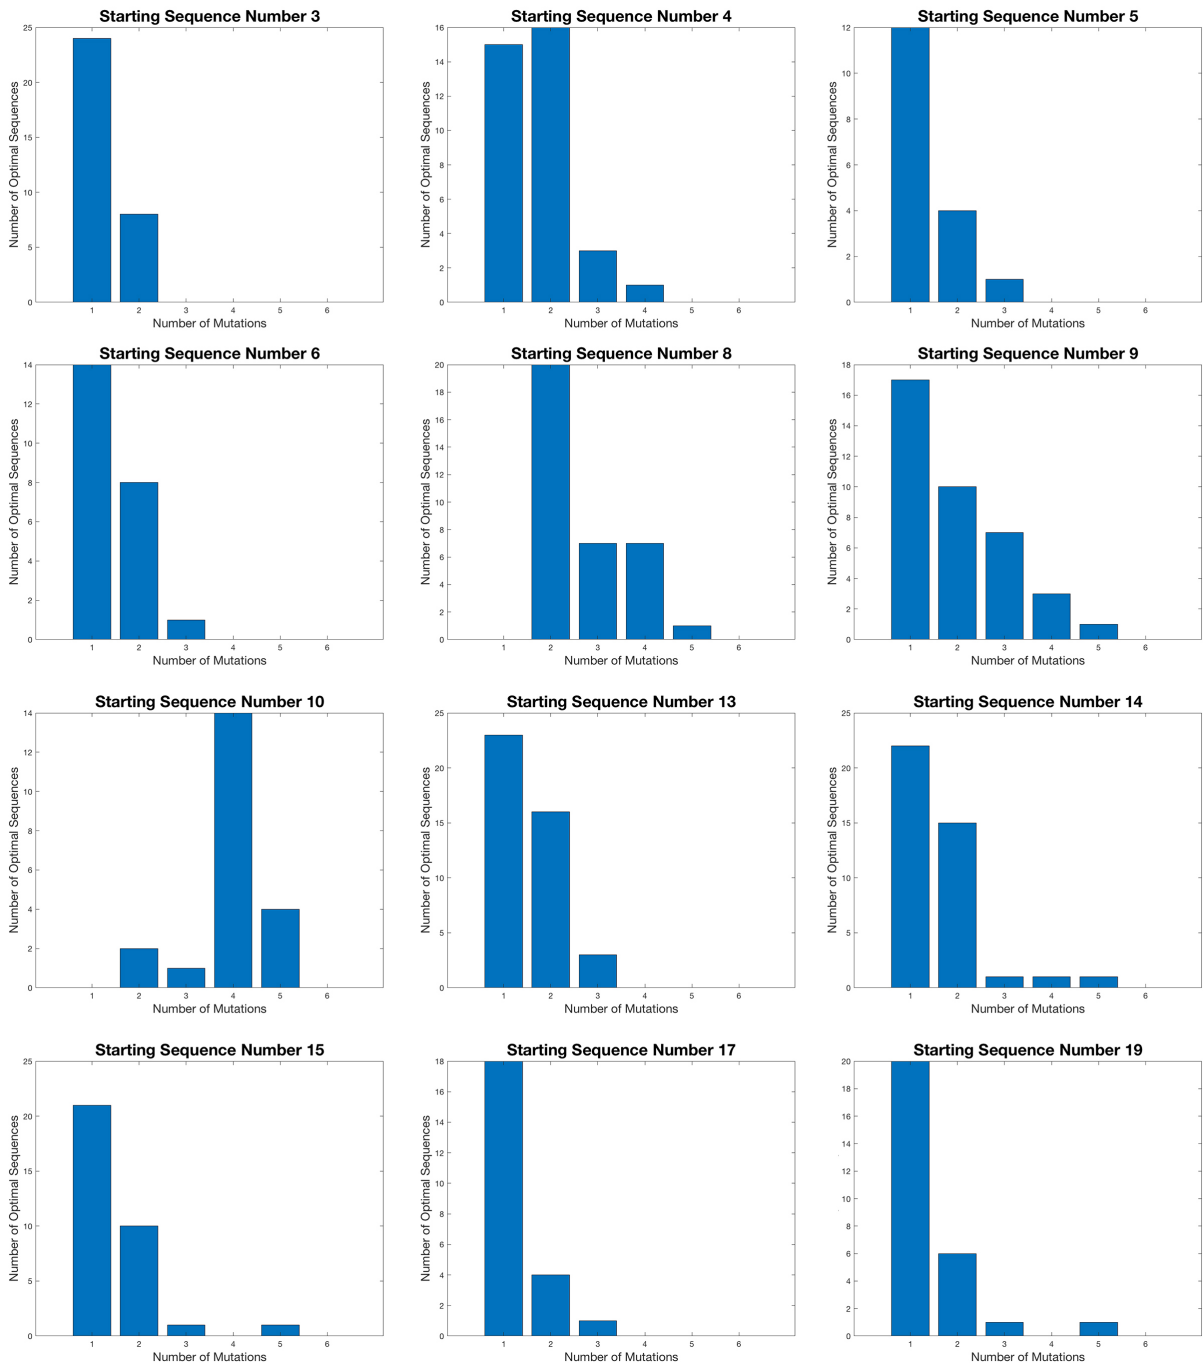 Starting Sequence Number 3
25
20
15
10
5
0
Number of Optimal Sequences
1 2 3 4 5 6
Number of Mutations
Starting Sequence Number 4
16
14
12
10
8
6
4
2
0
Number of Optimal Sequences
1 2 3 4 5 6
Number of Mutations
Starting Sequence Number 5
12
10
8
6
4
2
0
Number of Optimal Sequences
1 2 3 4 5 6
Number of Mutations
Starting Sequence Number 6
14
12
10
8
6
4
2
0
Number of Optimal Sequences
1 2 3 4 5 6
Number of Mutations
Starting Sequence Number 8
20
18
16
14
12
10
8
6
4
2
0
Number of Optimal Sequences
1 2 3 4 5 6
Number of Mutations
Starting Sequence Number 9
18
16
14
12
10
8
6
4
2
0
Number of Optimal Sequences
1 2 3 4 5 6
Number of Mutations
Starting Sequence Number 10
14
12
10
8
6
4
2
0
Number of Optimal Sequences
1 2 3 4 5 6
Number of Mutations
Starting Sequence Number 13
25
20
15
10
5
0
Number of Optimal Sequences
1 2 3 4 5 6
Number of Mutations
Starting Sequence Number 14
25
20
15
10
5
0
Number of Optimal Sequences
1 2 3 4 5 6
Number of Mutations
Starting Sequence Number 15
25
20
15
10
5
0
Number of Optimal Sequences
1 2 3 4 5 6
Number of Mutations
Starting Sequence Number 17
18
16
14
12
10
8
6
4
2
0
Number of Optimal Sequences
1 2 3 4 5 6
Number of Mutations
Starting Sequence Number 19
20
18
16
14
12
10
8
6
4
2
0
Number of Optimal Sequences
1 2 3 4 5 6
Number of Mutations